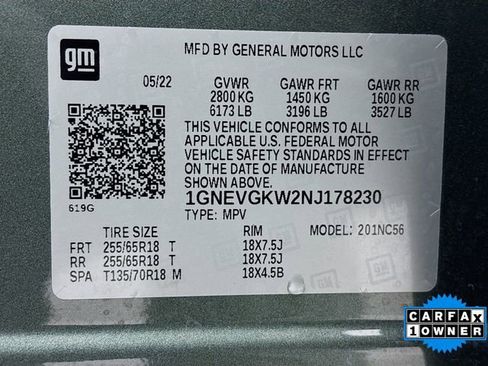 gm
MFD BY GENERAL MOTORS LLC
05/22 GVWR GAWR FRT GAWR RR
2800 KG 1450 KG 1600 KG
6173 LB 3196 LB 3527 LB
THIS VEHICLE CONFORMS TO ALL
APPLICABLE U.S. FEDERAL MOTOR
VEHICLE SAFETY STANDARDS IN EFFECT
ON THE DATE OF MANUFACTURE
SHOWN ABOVE.
1GNEVGKW2NJ178230
619G
TYPE: MPV
TIRE SIZE RIM MODEL: 201NC56
FRT 255/65R18 T 18X7.5J
RR 255/65R18 T 18X7.5J
SPA T135/70R18 M 18X4.5B
CARFAX
1 OWNER